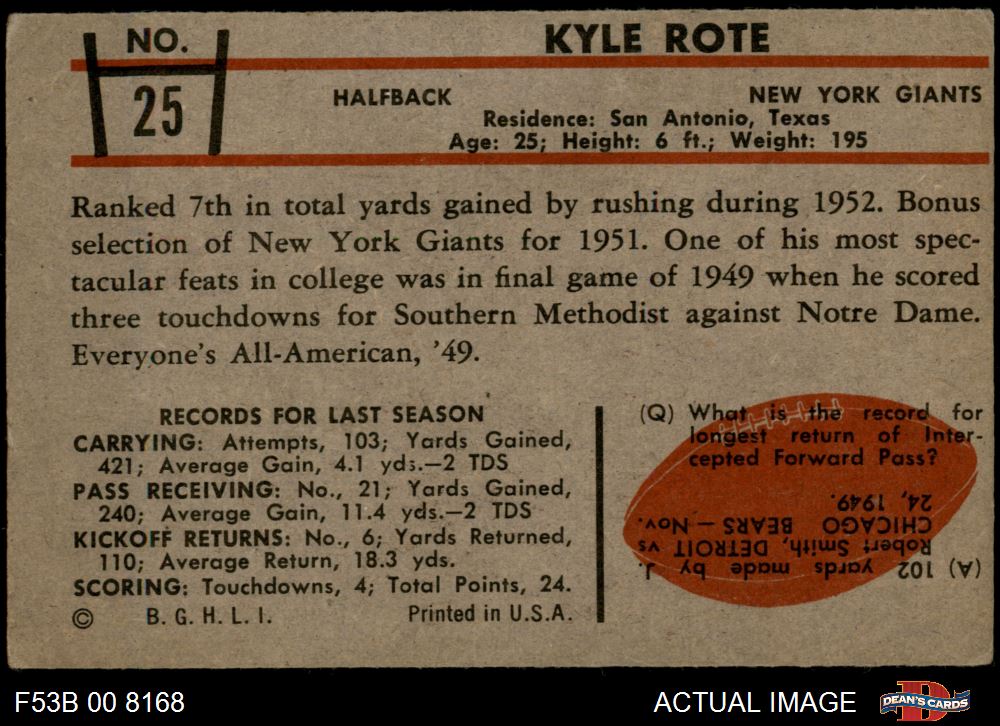 NO.
25
KYLE ROTE
HALFBACK NEW YORK GIANTS
Residence: San Antonio, Texas
Age: 25; Height: 6 ft.; Weight: 195
Ranked 7th in total yards gained by rushing during 1952. Bonus
selection of New York Giants for 1951. One of his most spec-
tacular feats in college was in final game of 1949 when he scored
three touchdowns for Southern Methodist against Notre Dame.
Everyone's All-American, '49.
RECORDS FOR LAST SEASON
CARRYING: Attempts, 103; Yards Gained,
421; Average Gain, 4.1 yds.—2 TDS
PASS RECEIVING: No., 21; Yards Gained,
240; Average Gain, 11.4 yds.—2 TDS
KICKOFF RETURNS: No., 6; Yards Returned,
110; Average Return, 18.3 yds.
SCORING: Touchdowns, 4; Total Points, 24.
© B. G. H. L. I. Printed in U.S.A.
(Q) What is the record for
longest return of Inter-
cepted Forward Pass?
(A) 102 yards made by J.
Robert Smith, DETROIT vs
CHICAGO BEARS — Nov.
24, 1949.
F53B 00 8168
ACTUAL IMAGE
D
DEAN'S CARDS